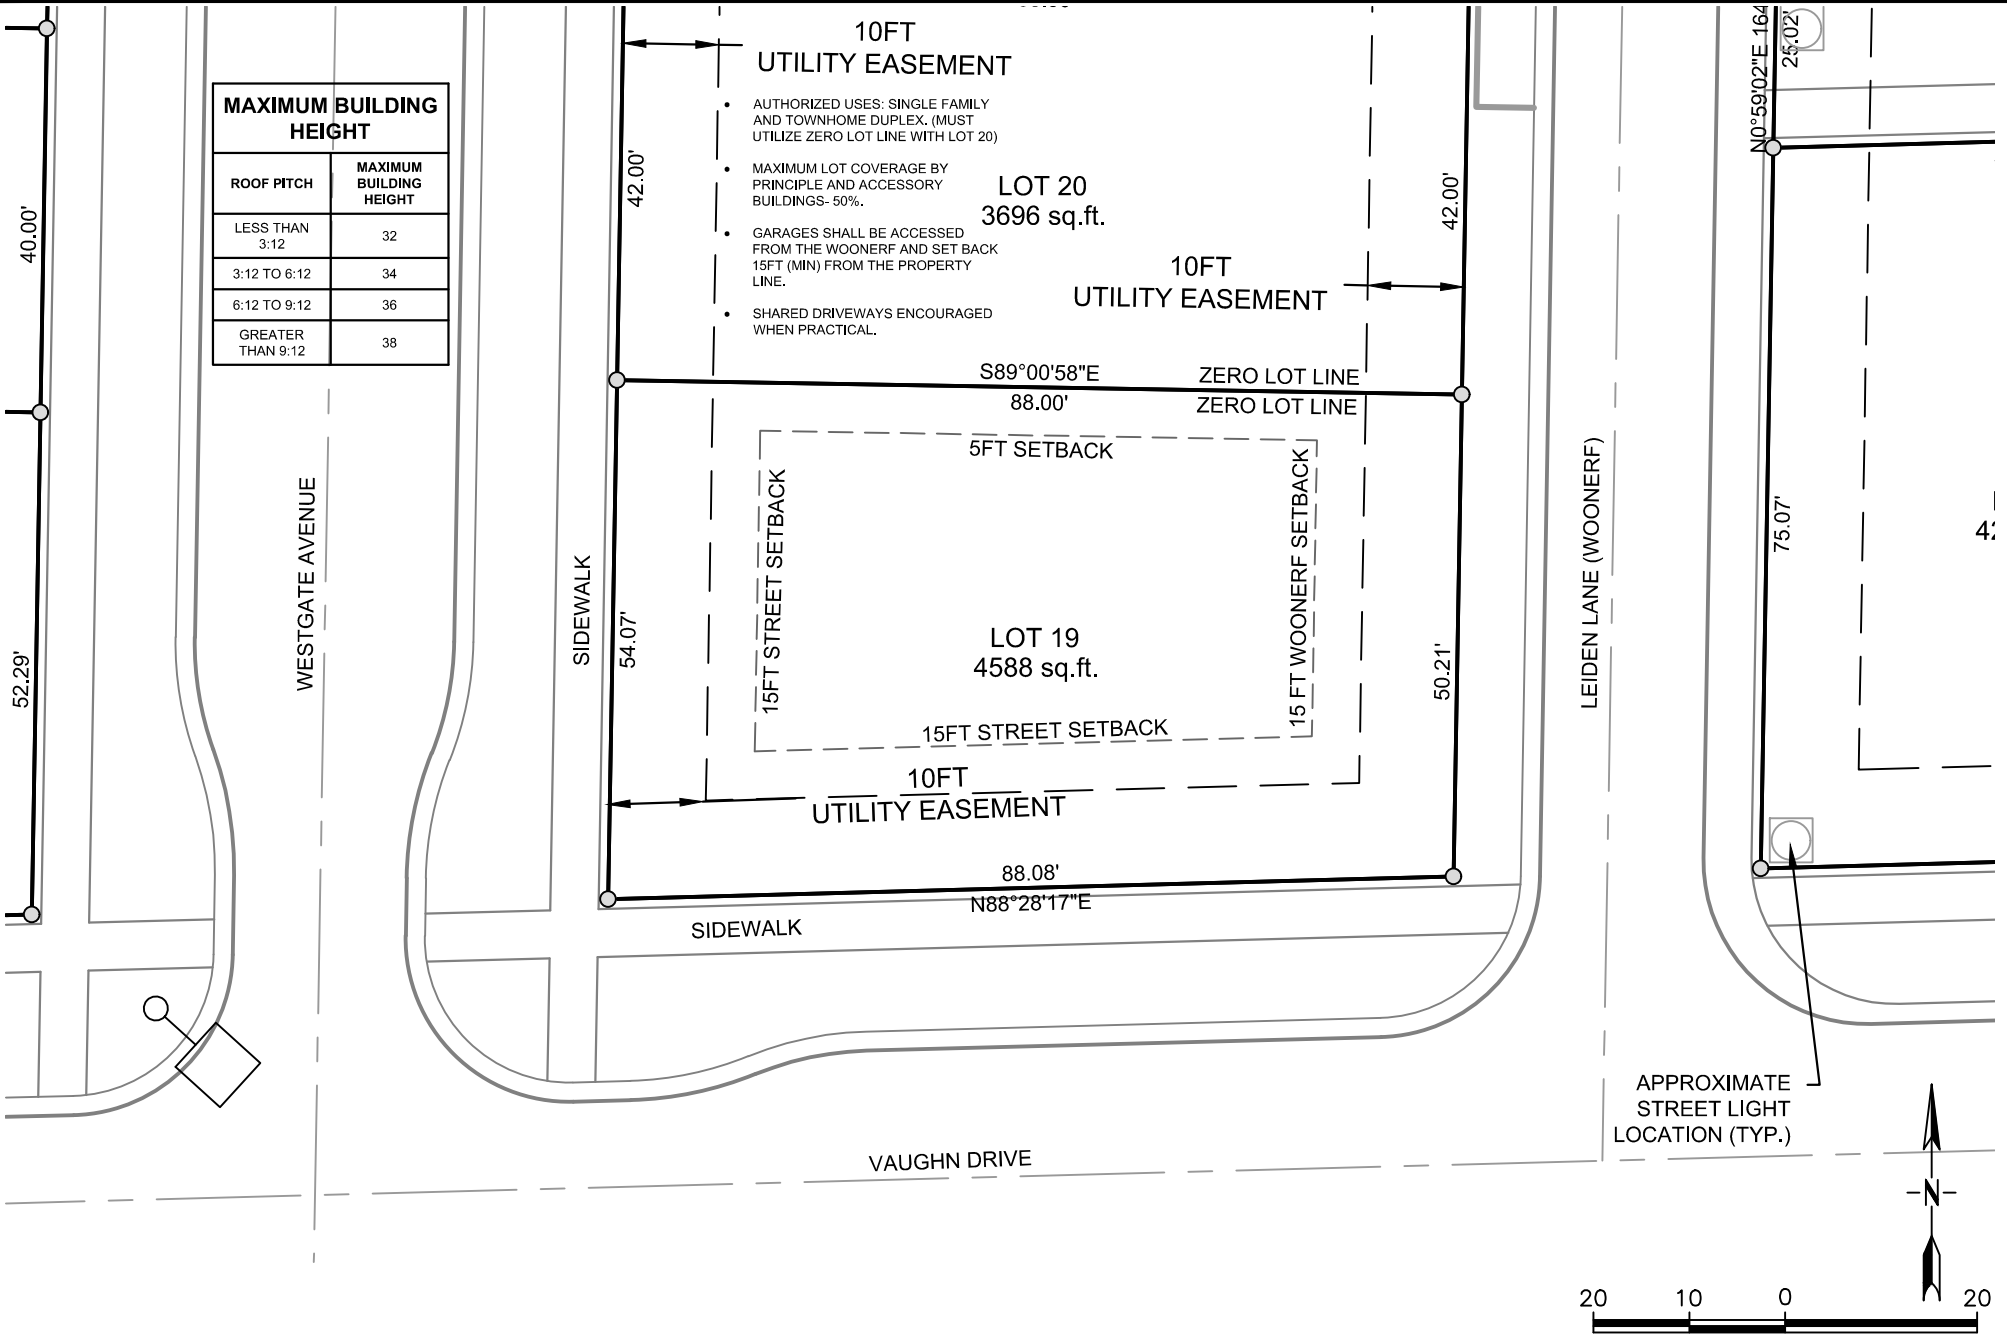 10FT
UTILITY EASEMENT
MAXIMUM BUILDING
HEIGHT
ROOF PITCH
MAXIMUM
BUILDING
HEIGHT
LESS THAN
3:12
32
3:12 TO 6:12
34
6:12 TO 9:12
36
GREATER
THAN 9:12
38
• AUTHORIZED USES: SINGLE FAMILY
AND TOWNHOME DUPLEX. (MUST
UTILIZE ZERO LOT LINE WITH LOT 20)
• MAXIMUM LOT COVERAGE BY
PRINCIPLE AND ACCESSORY
BUILDINGS- 50%.
• GARAGES SHALL BE ACCESSED
FROM THE WOONERF AND SET BACK
15FT (MIN) FROM THE PROPERTY
LINE.
• SHARED DRIVEWAYS ENCOURAGED
WHEN PRACTICAL.
LOT 20
3696 sq.ft.
10FT
UTILITY EASEMENT
40.00'
42.00'
42.00'
N0°59'02"E 164
25.02'
S89°00'58"E
ZERO LOT LINE
88.00'
ZERO LOT LINE
5FT SETBACK
15FT STREET SETBACK
15 FT WOONERF SETBACK
WESTGATE AVENUE
SIDEWALK
LEIDEN LANE (WOONERF)
75.07'
42
52.29'
54.07'
50.21'
LOT 19
4588 sq.ft.
15FT STREET SETBACK
10FT
UTILITY EASEMENT
88.08'
N88°28'17"E
SIDEWALK
APPROXIMATE
STREET LIGHT
LOCATION (TYP.)
VAUGHN DRIVE
N
20 10 0 20